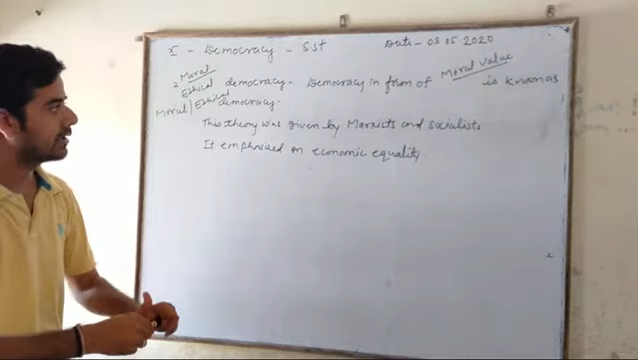 X - Democracy - SSt Date - 03 05 2020
2 Moral
Ethical democracy - Democracy in form of Moral value is known as
Moral | Ethical democracy.
This theory was given by Marxists and socialists
It emphasised on economic equality.